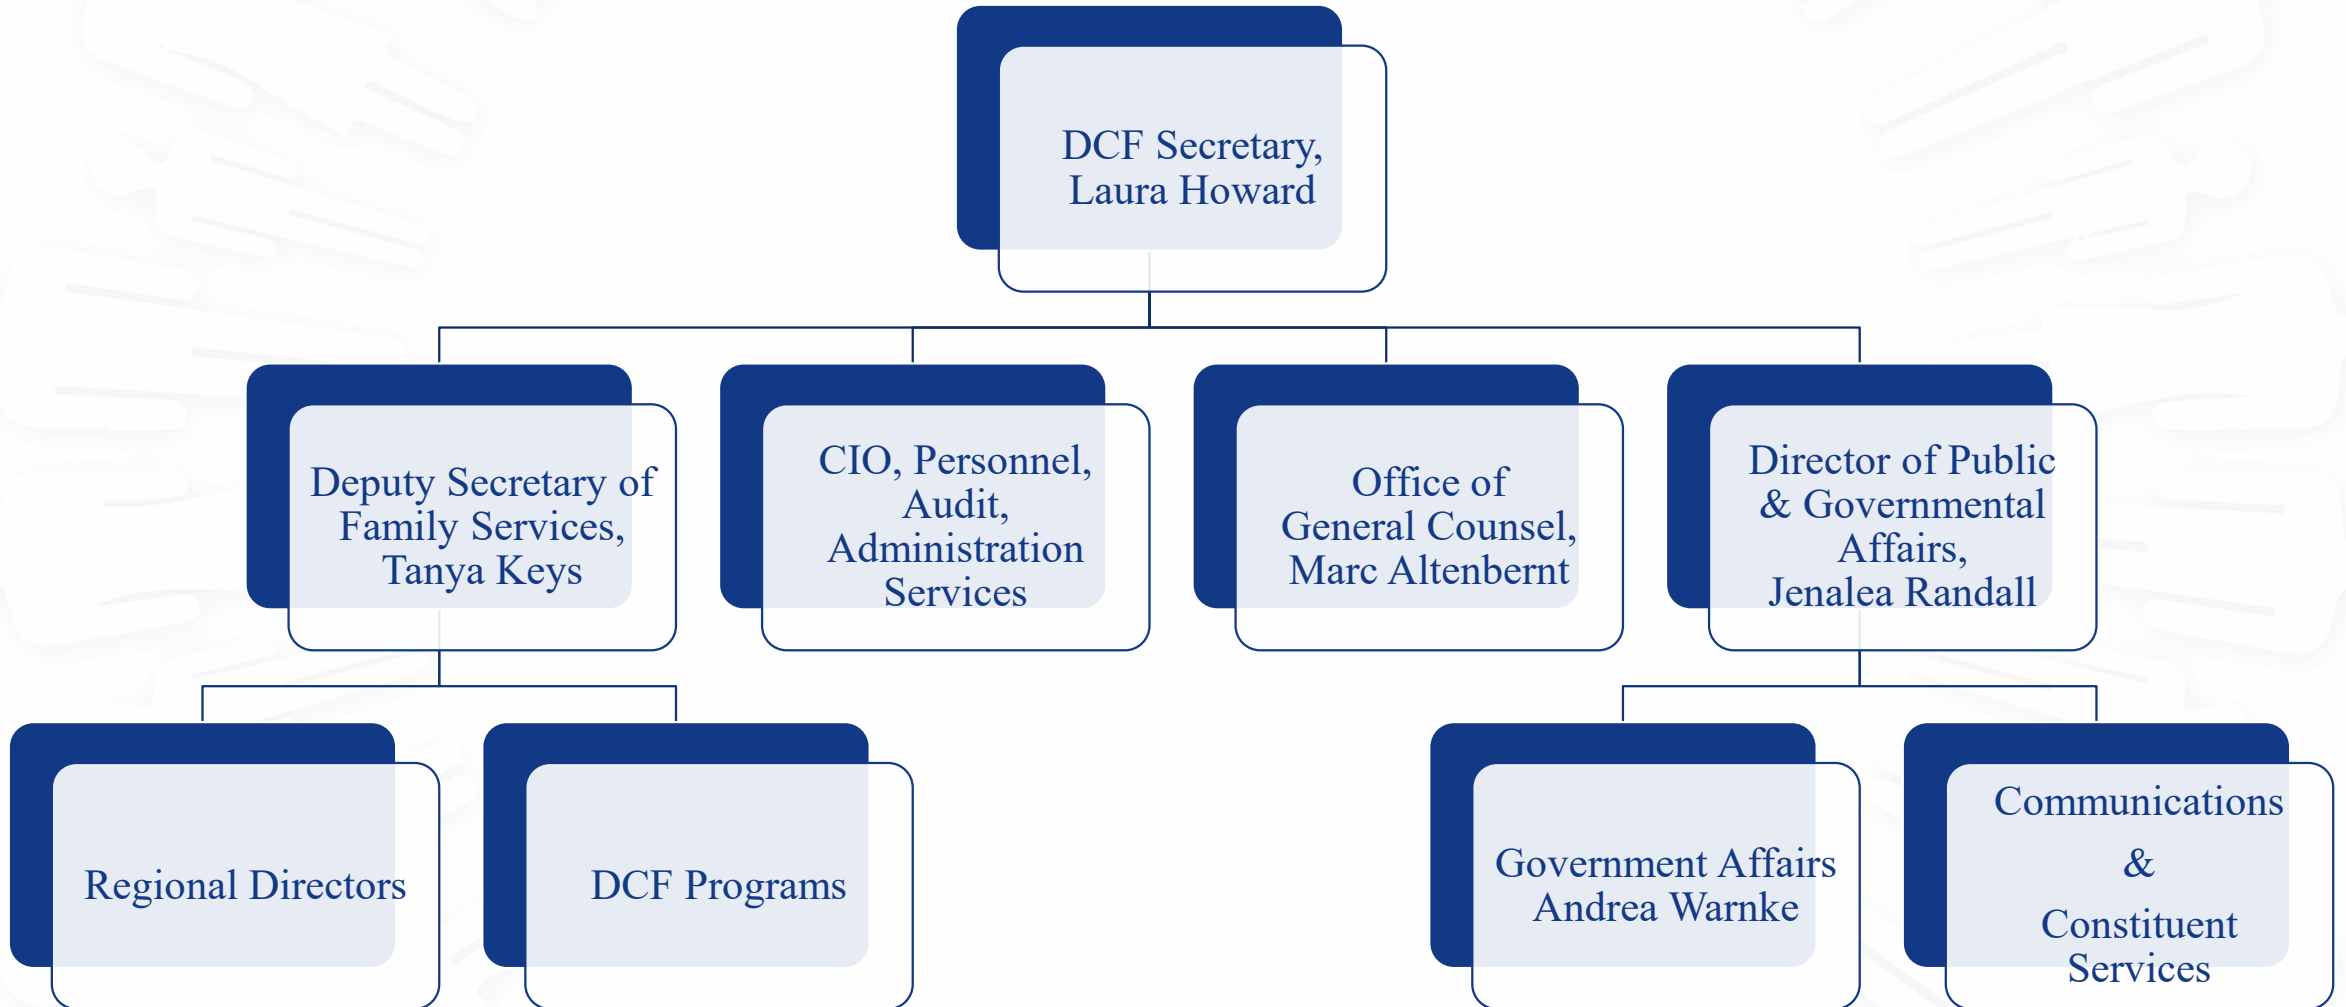 DCF Secretary,
Laura Howard
Deputy Secretary of
Family Services,
Tanya Keys
CIO, Personnel,
Audit,
Administration
Services
Office of
General Counsel,
Marc Altenbernt
Director of Public
& Governmental
Affairs,
Jenalea Randall
Regional Directors
DCF Programs
Government Affairs
Andrea Warnke
Communications
&
Constituent
Services